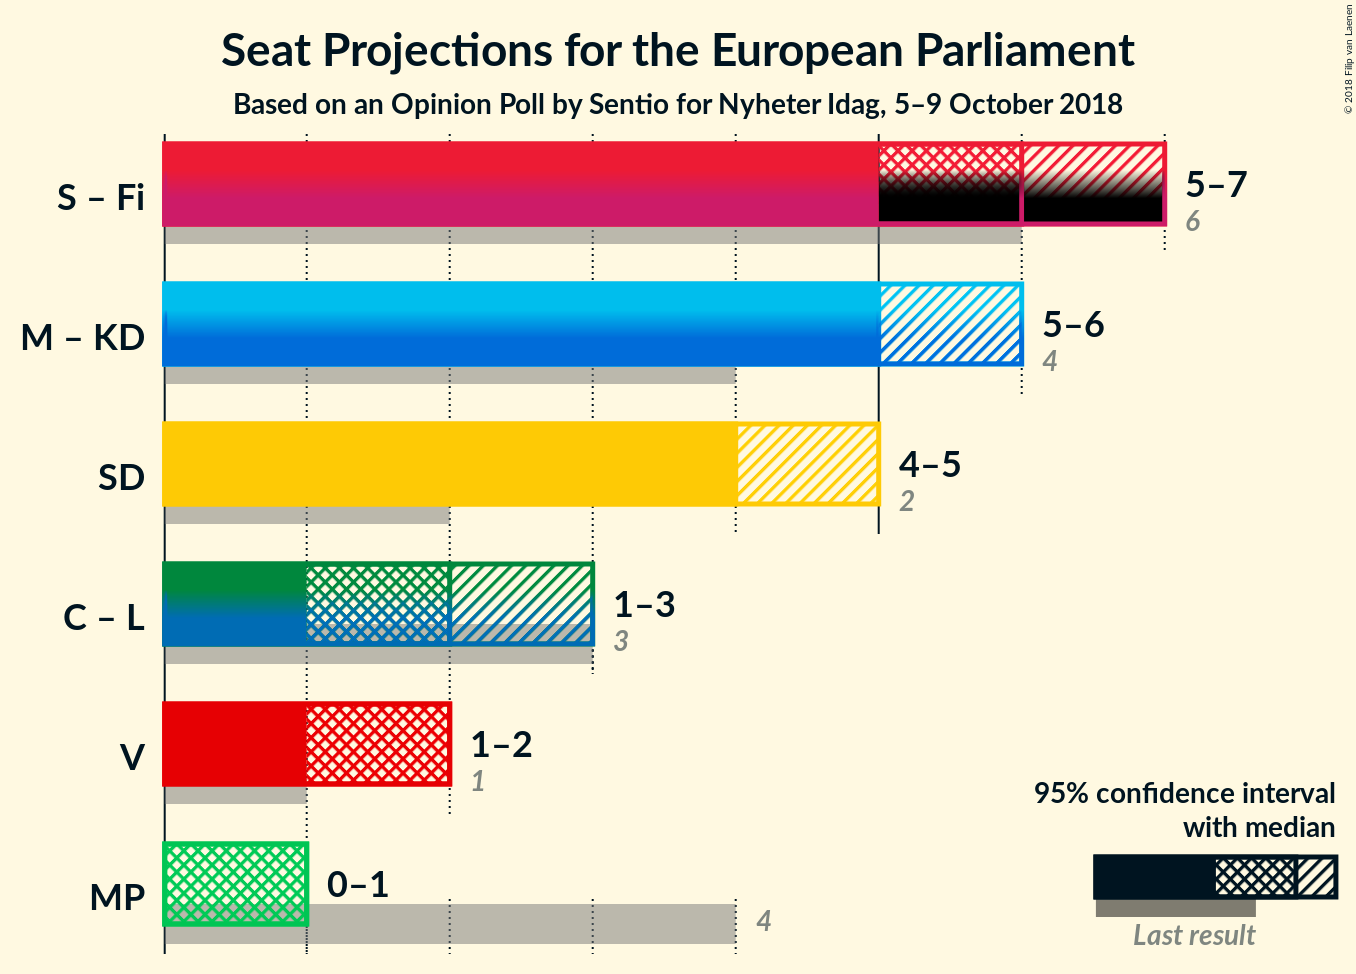 Seat Projections for the European Parliament
Based on an Opinion Poll by Sentio for Nyheter Idag, 5–9 October 2018
© 2018 Filip van Laenen
S – Fi
5–7
6
M – KD
5–6
4
SD
4–5
2
C – L
1–3
3
V
1–2
1
MP
0–1
4
95% confidence interval
with median
Last result